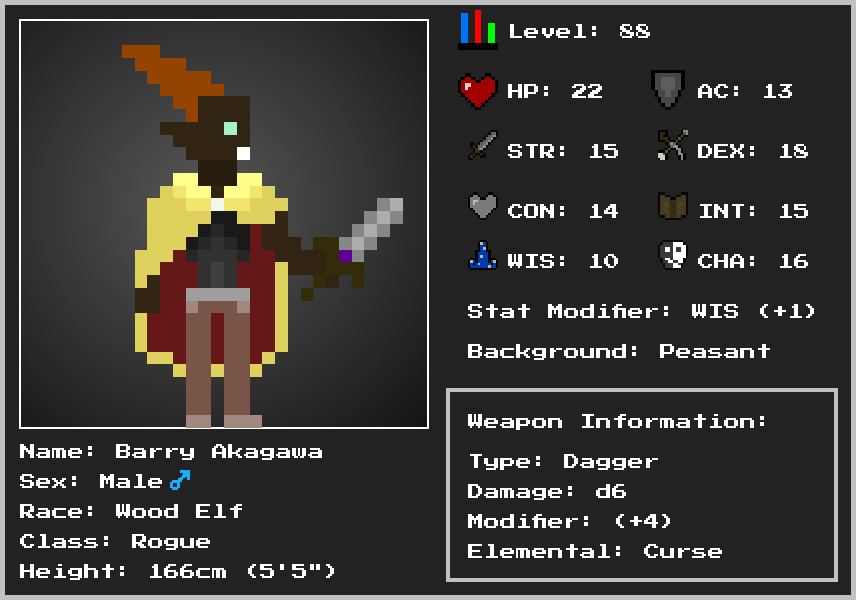 Level: 88
HP: 22 AC: 13
STR: 15 DEX: 18
CON: 14 INT: 15
WIS: 10 CHA: 16
Stat Modifier: WIS (+1)
Background: Peasant
Weapon Information:
Type: Dagger
Damage: d6
Modifier: (+4)
Elemental: Curse
Name: Barry Akagawa
Sex: Male♂
Race: Wood Elf
Class: Rogue
Height: 166cm (5'5")